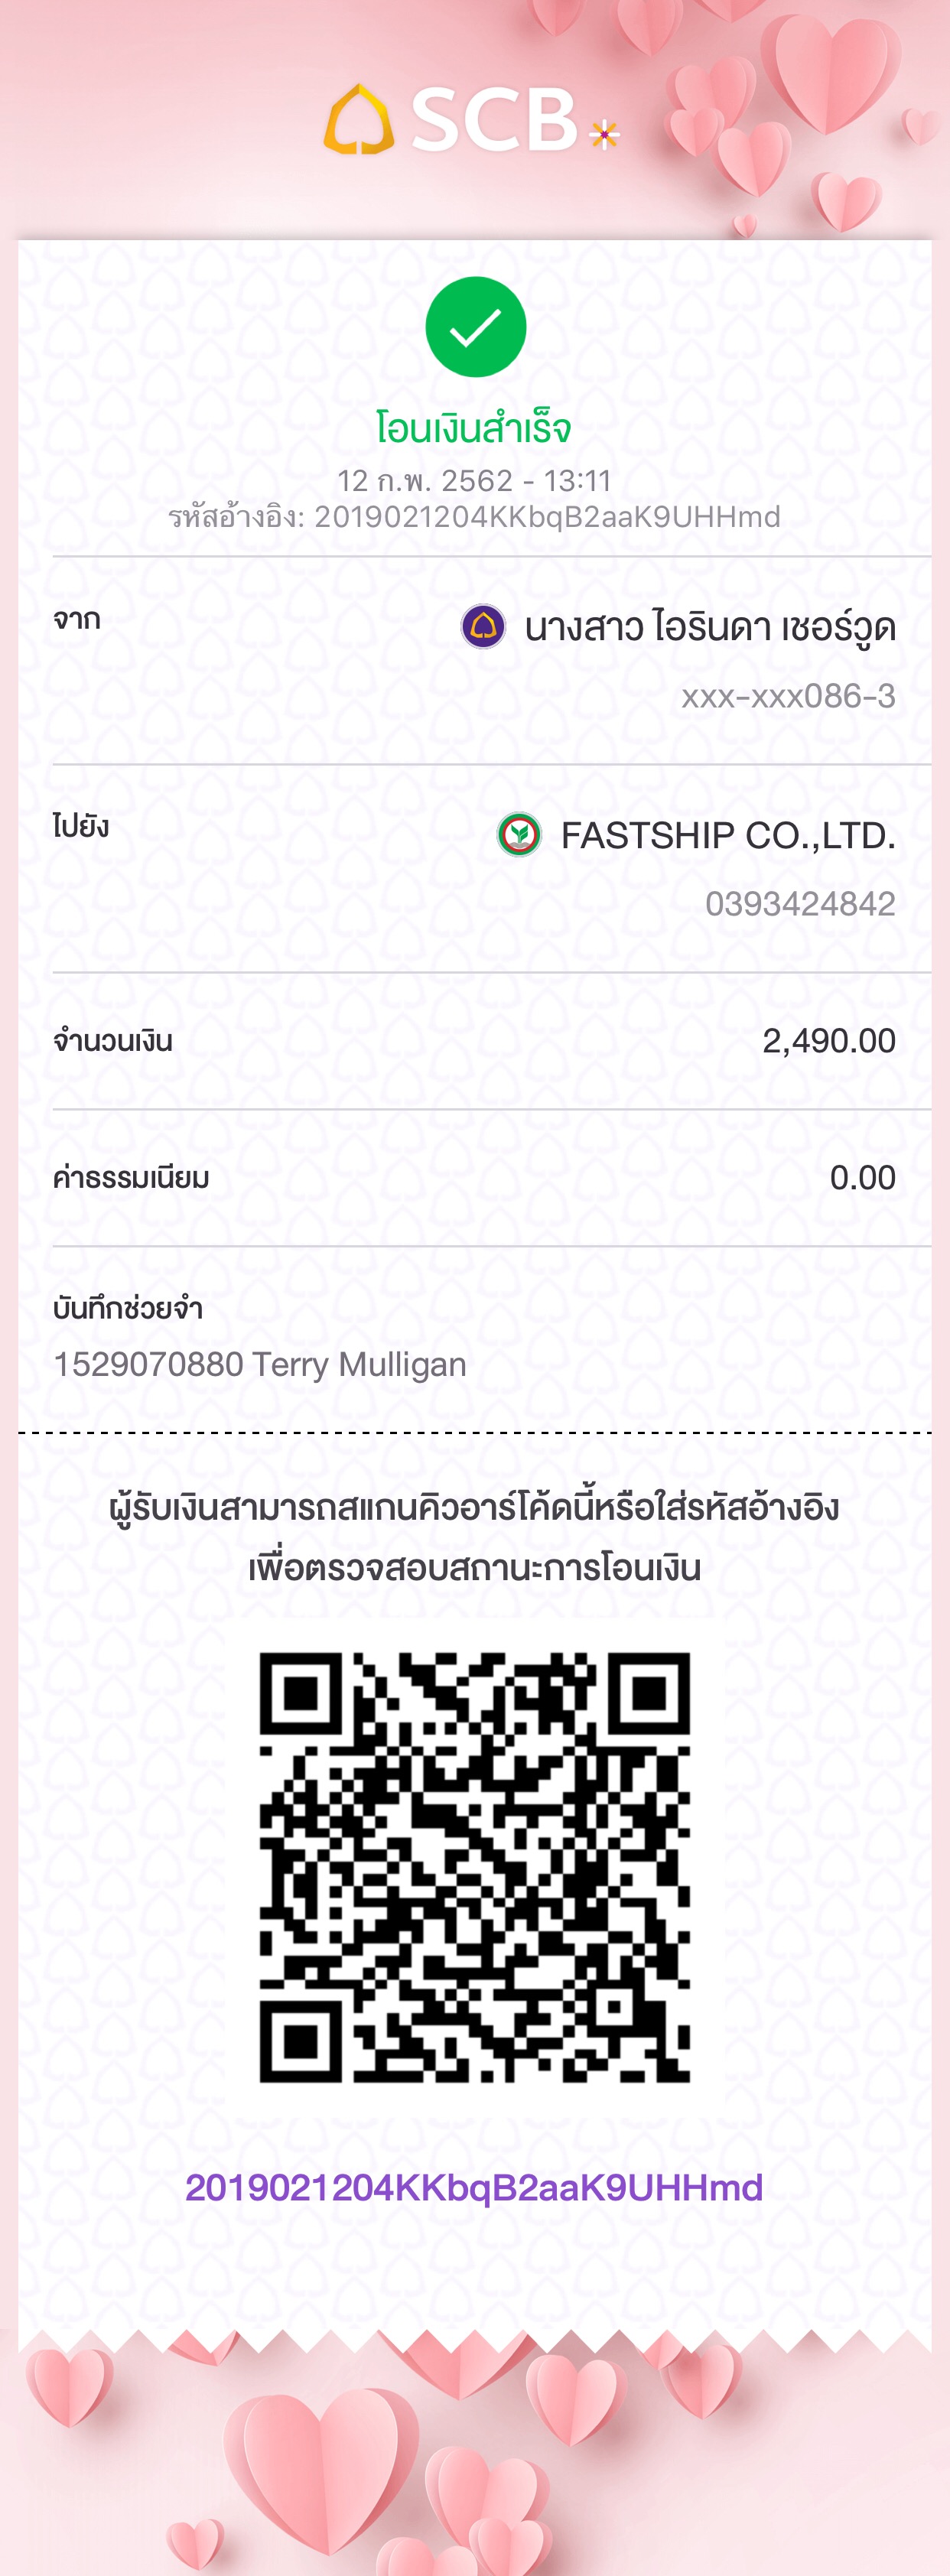 SCB
โอนเงินสำเร็จ
12 ก.พ. 2562 - 13:11
รหัสอ้างอิง: 2019021204KKbqB2aaK9UHHmd
จาก
นางสาว ไอรินดา เชอร์วูด
xxx-xxx086-3
ไปยัง
FASTSHIP CO.,LTD.
0393424842
จำนวนเงิน 2,490.00
ค่าธรรมเนียม 0.00
บันทึกช่วยจำ
1529070880 Terry Mulligan
ผู้รับเงินสามารถสแกนคิวอาร์โค้ดนี้หรือใส่รหัสอ้างอิง
เพื่อตรวจสอบสถานะการโอนเงิน
2019021204KKbqB2aaK9UHHmd